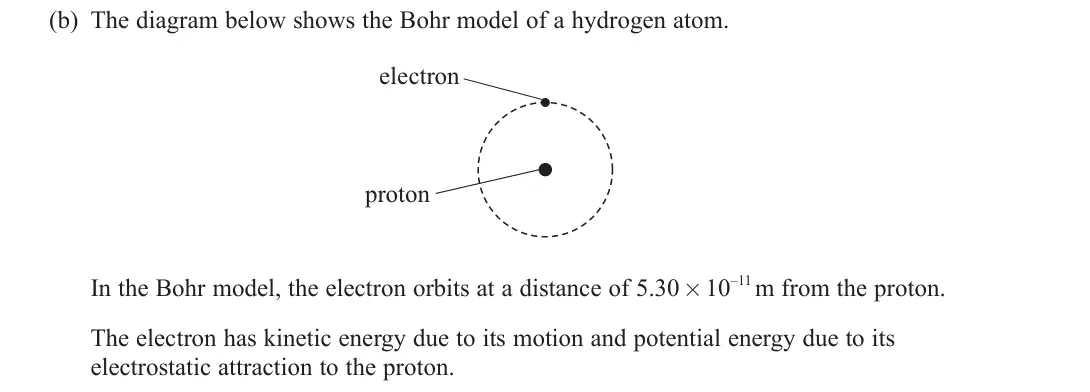 (b) The diagram below shows the Bohr model of a hydrogen atom.
electron
proton
In the Bohr model, the electron orbits at a distance of 5.30 × 10⁻¹¹ m from the proton.
The electron has kinetic energy due to its motion and potential energy due to its
electrostatic attraction to the proton.